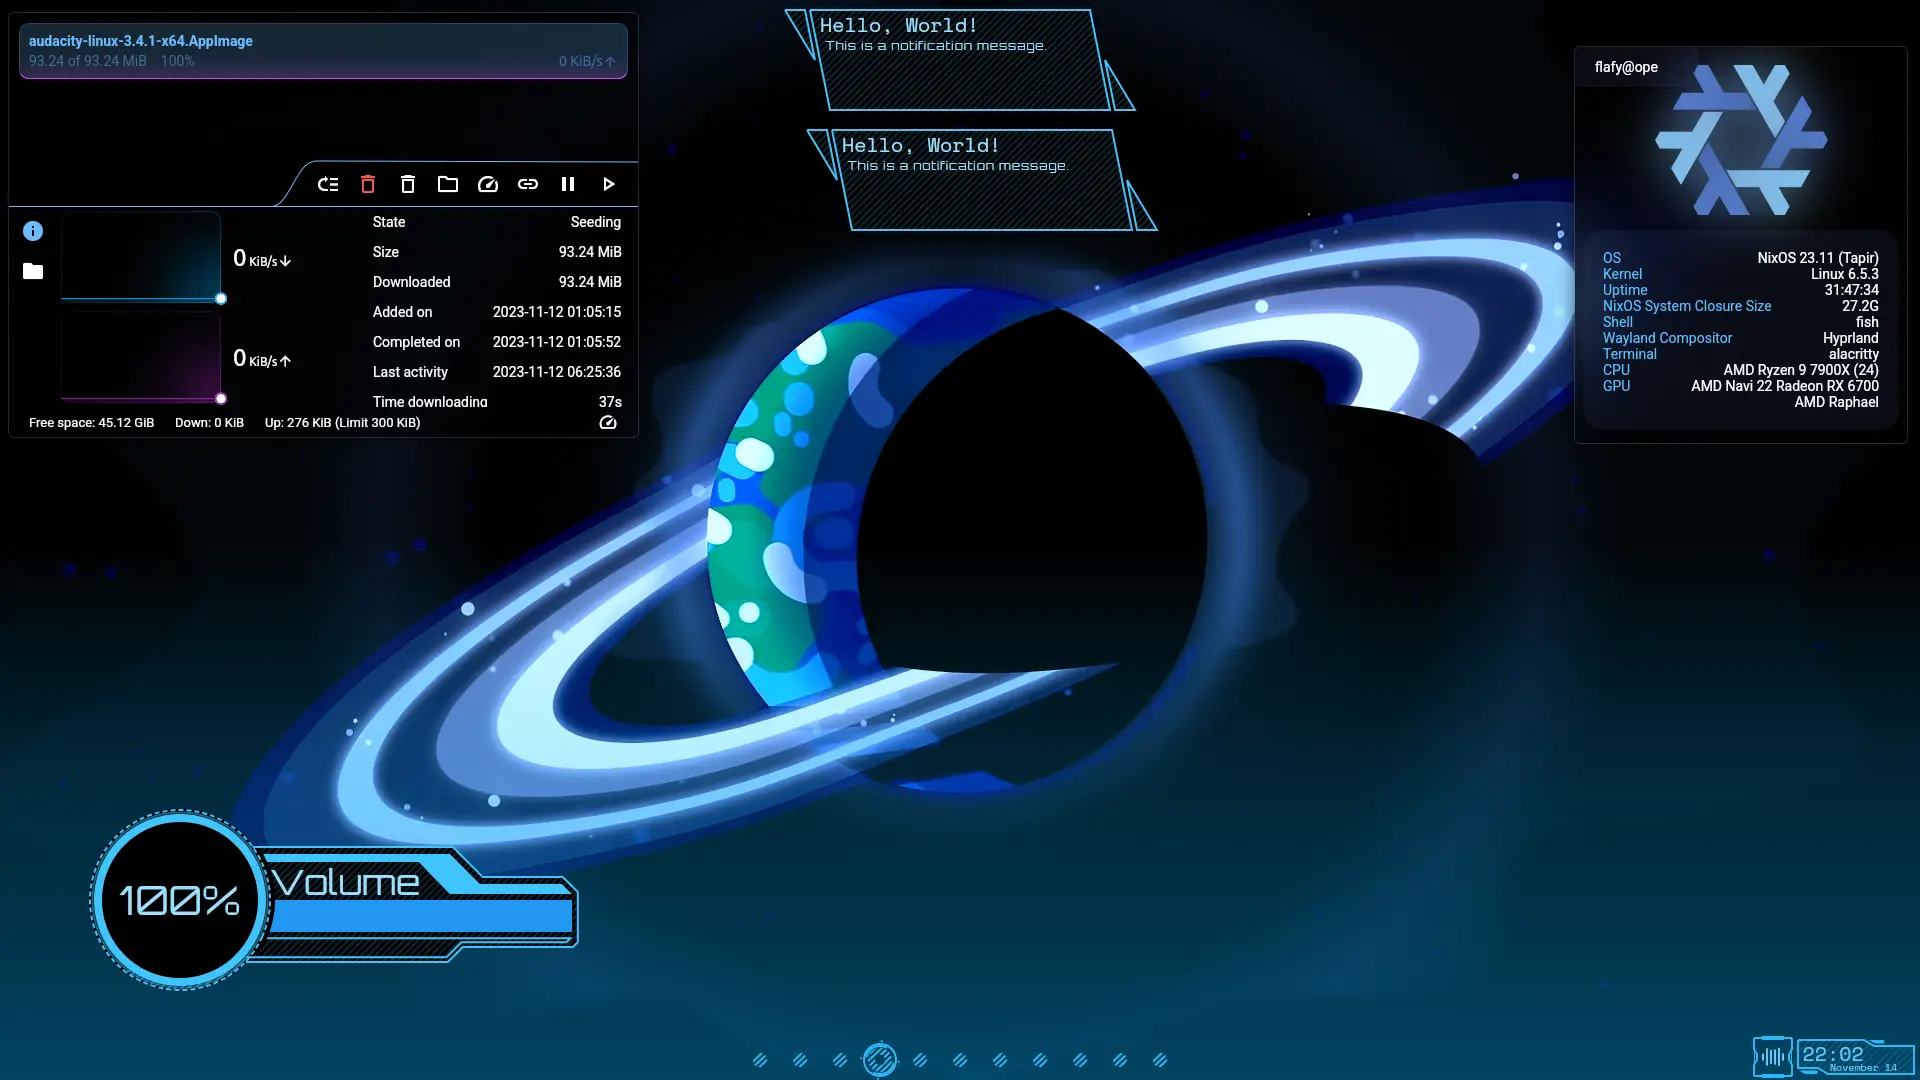 audacity-linux-3.4.1-x64.AppImage
93.24 of 93.24 MiB 100% 0 KiB/s
State Seeding
Size 93.24 MiB
Downloaded 93.24 MiB
Added on 2023-11-12 01:05:15
Completed on 2023-11-12 01:05:52
Last activity 2023-11-12 06:25:36
Time downloading 37s
0 KiB/s
0 KiB/s
Free space: 45.12 GiB Down: 0 KiB Up: 276 KiB (Limit 300 KiB)
Hello, World!
This is a notification message.
Hello, World!
This is a notification message.
flafy@ope
OS NixOS 23.11 (Tapir)
Kernel Linux 6.5.3
Uptime 31:47:34
NixOS System Closure Size 27.2G
Shell fish
Wayland Compositor Hyprland
Terminal alacritty
CPU AMD Ryzen 9 7900X (24)
GPU AMD Navi 22 Radeon RX 6700
AMD Raphael
100%
Volume
22:02
November 14